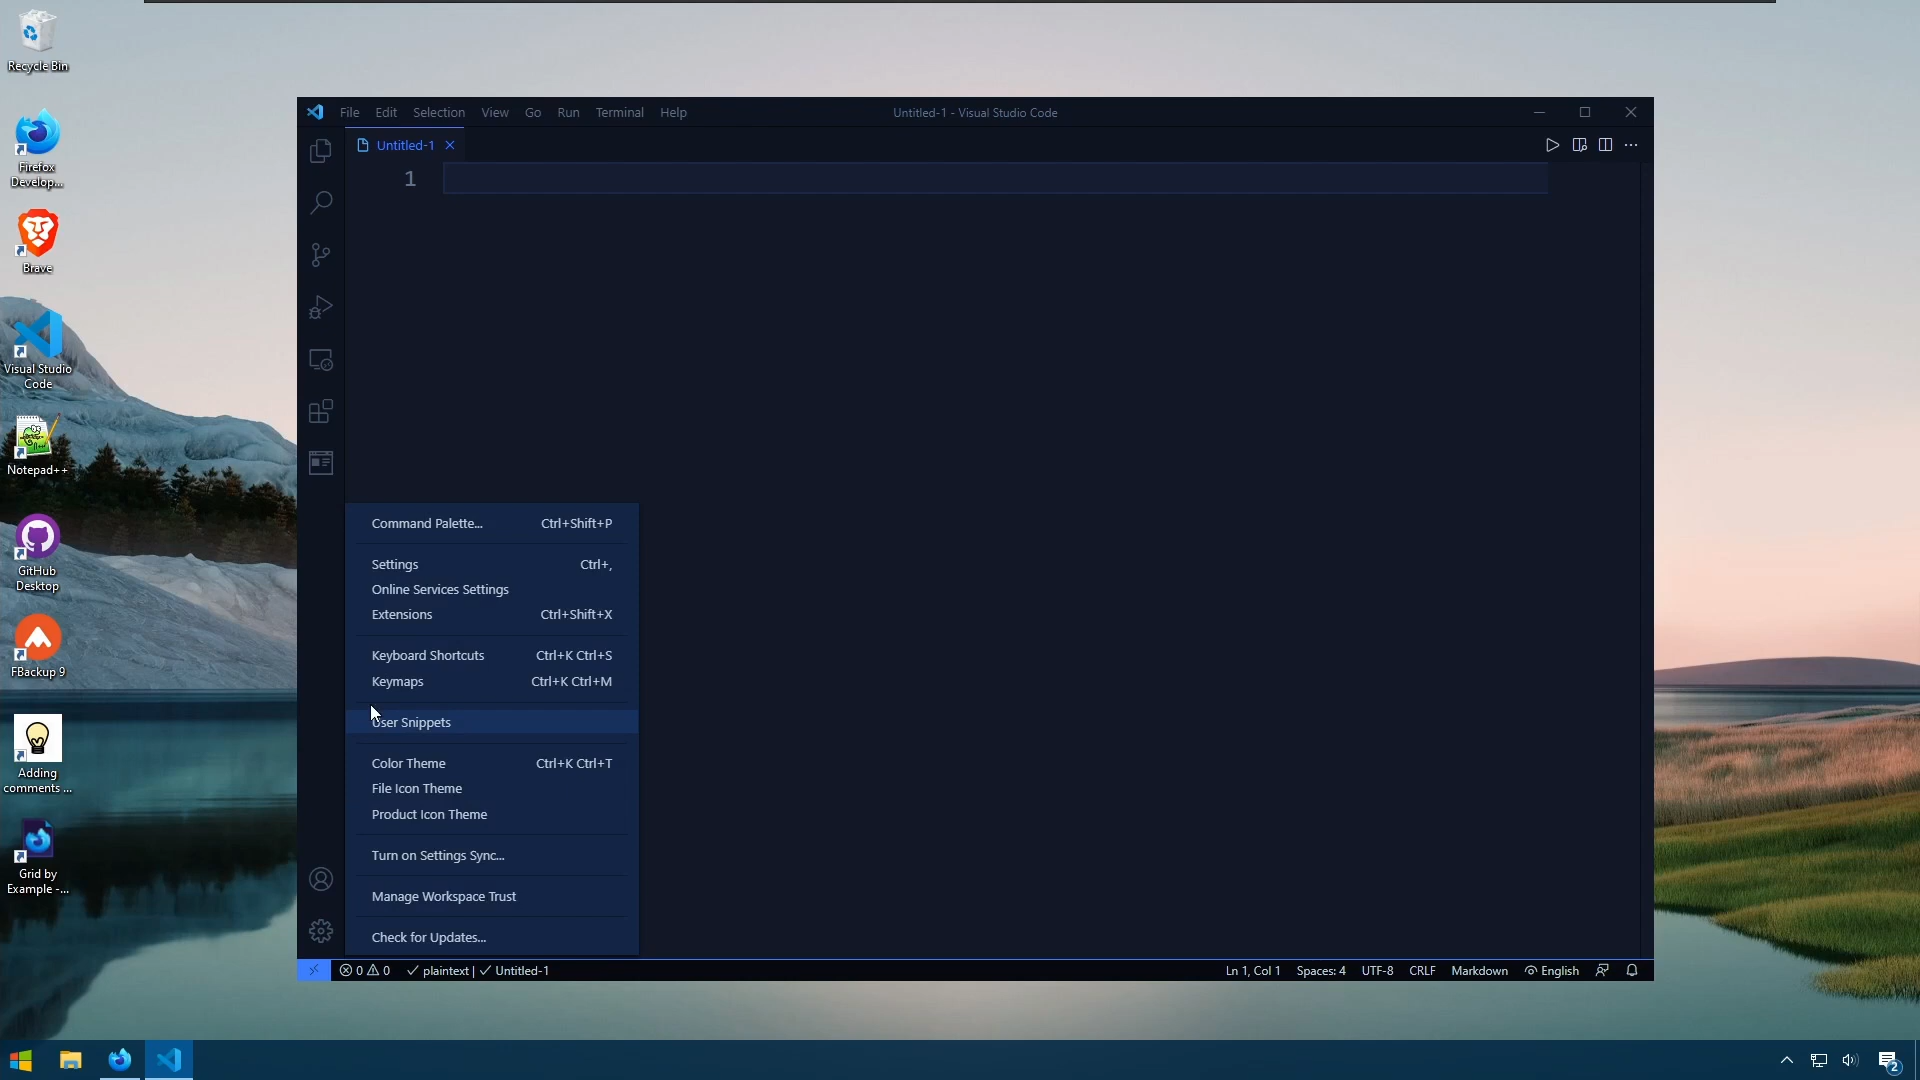 Recycle Bin
Firefox
Develop...
Brave
Visual Studio
Code
Notepad++
GitHub
Desktop
FBackup 9
Adding
comments ...
Grid by
Example -...
File Edit Selection View Go Run Terminal Help
Untitled-1 - Visual Studio Code
Untitled-1
1
Command Palette... Ctrl+Shift+P
Settings Ctrl+,
Online Services Settings
Extensions Ctrl+Shift+X
Keyboard Shortcuts Ctrl+K Ctrl+S
Keymaps Ctrl+K Ctrl+M
User Snippets
Color Theme Ctrl+K Ctrl+T
File Icon Theme
Product Icon Theme
Turn on Settings Sync...
Manage Workspace Trust
Check for Updates...
0 0 plaintext | Untitled-1
Ln 1, Col 1 Spaces: 4 UTF-8 CRLF Markdown English
2